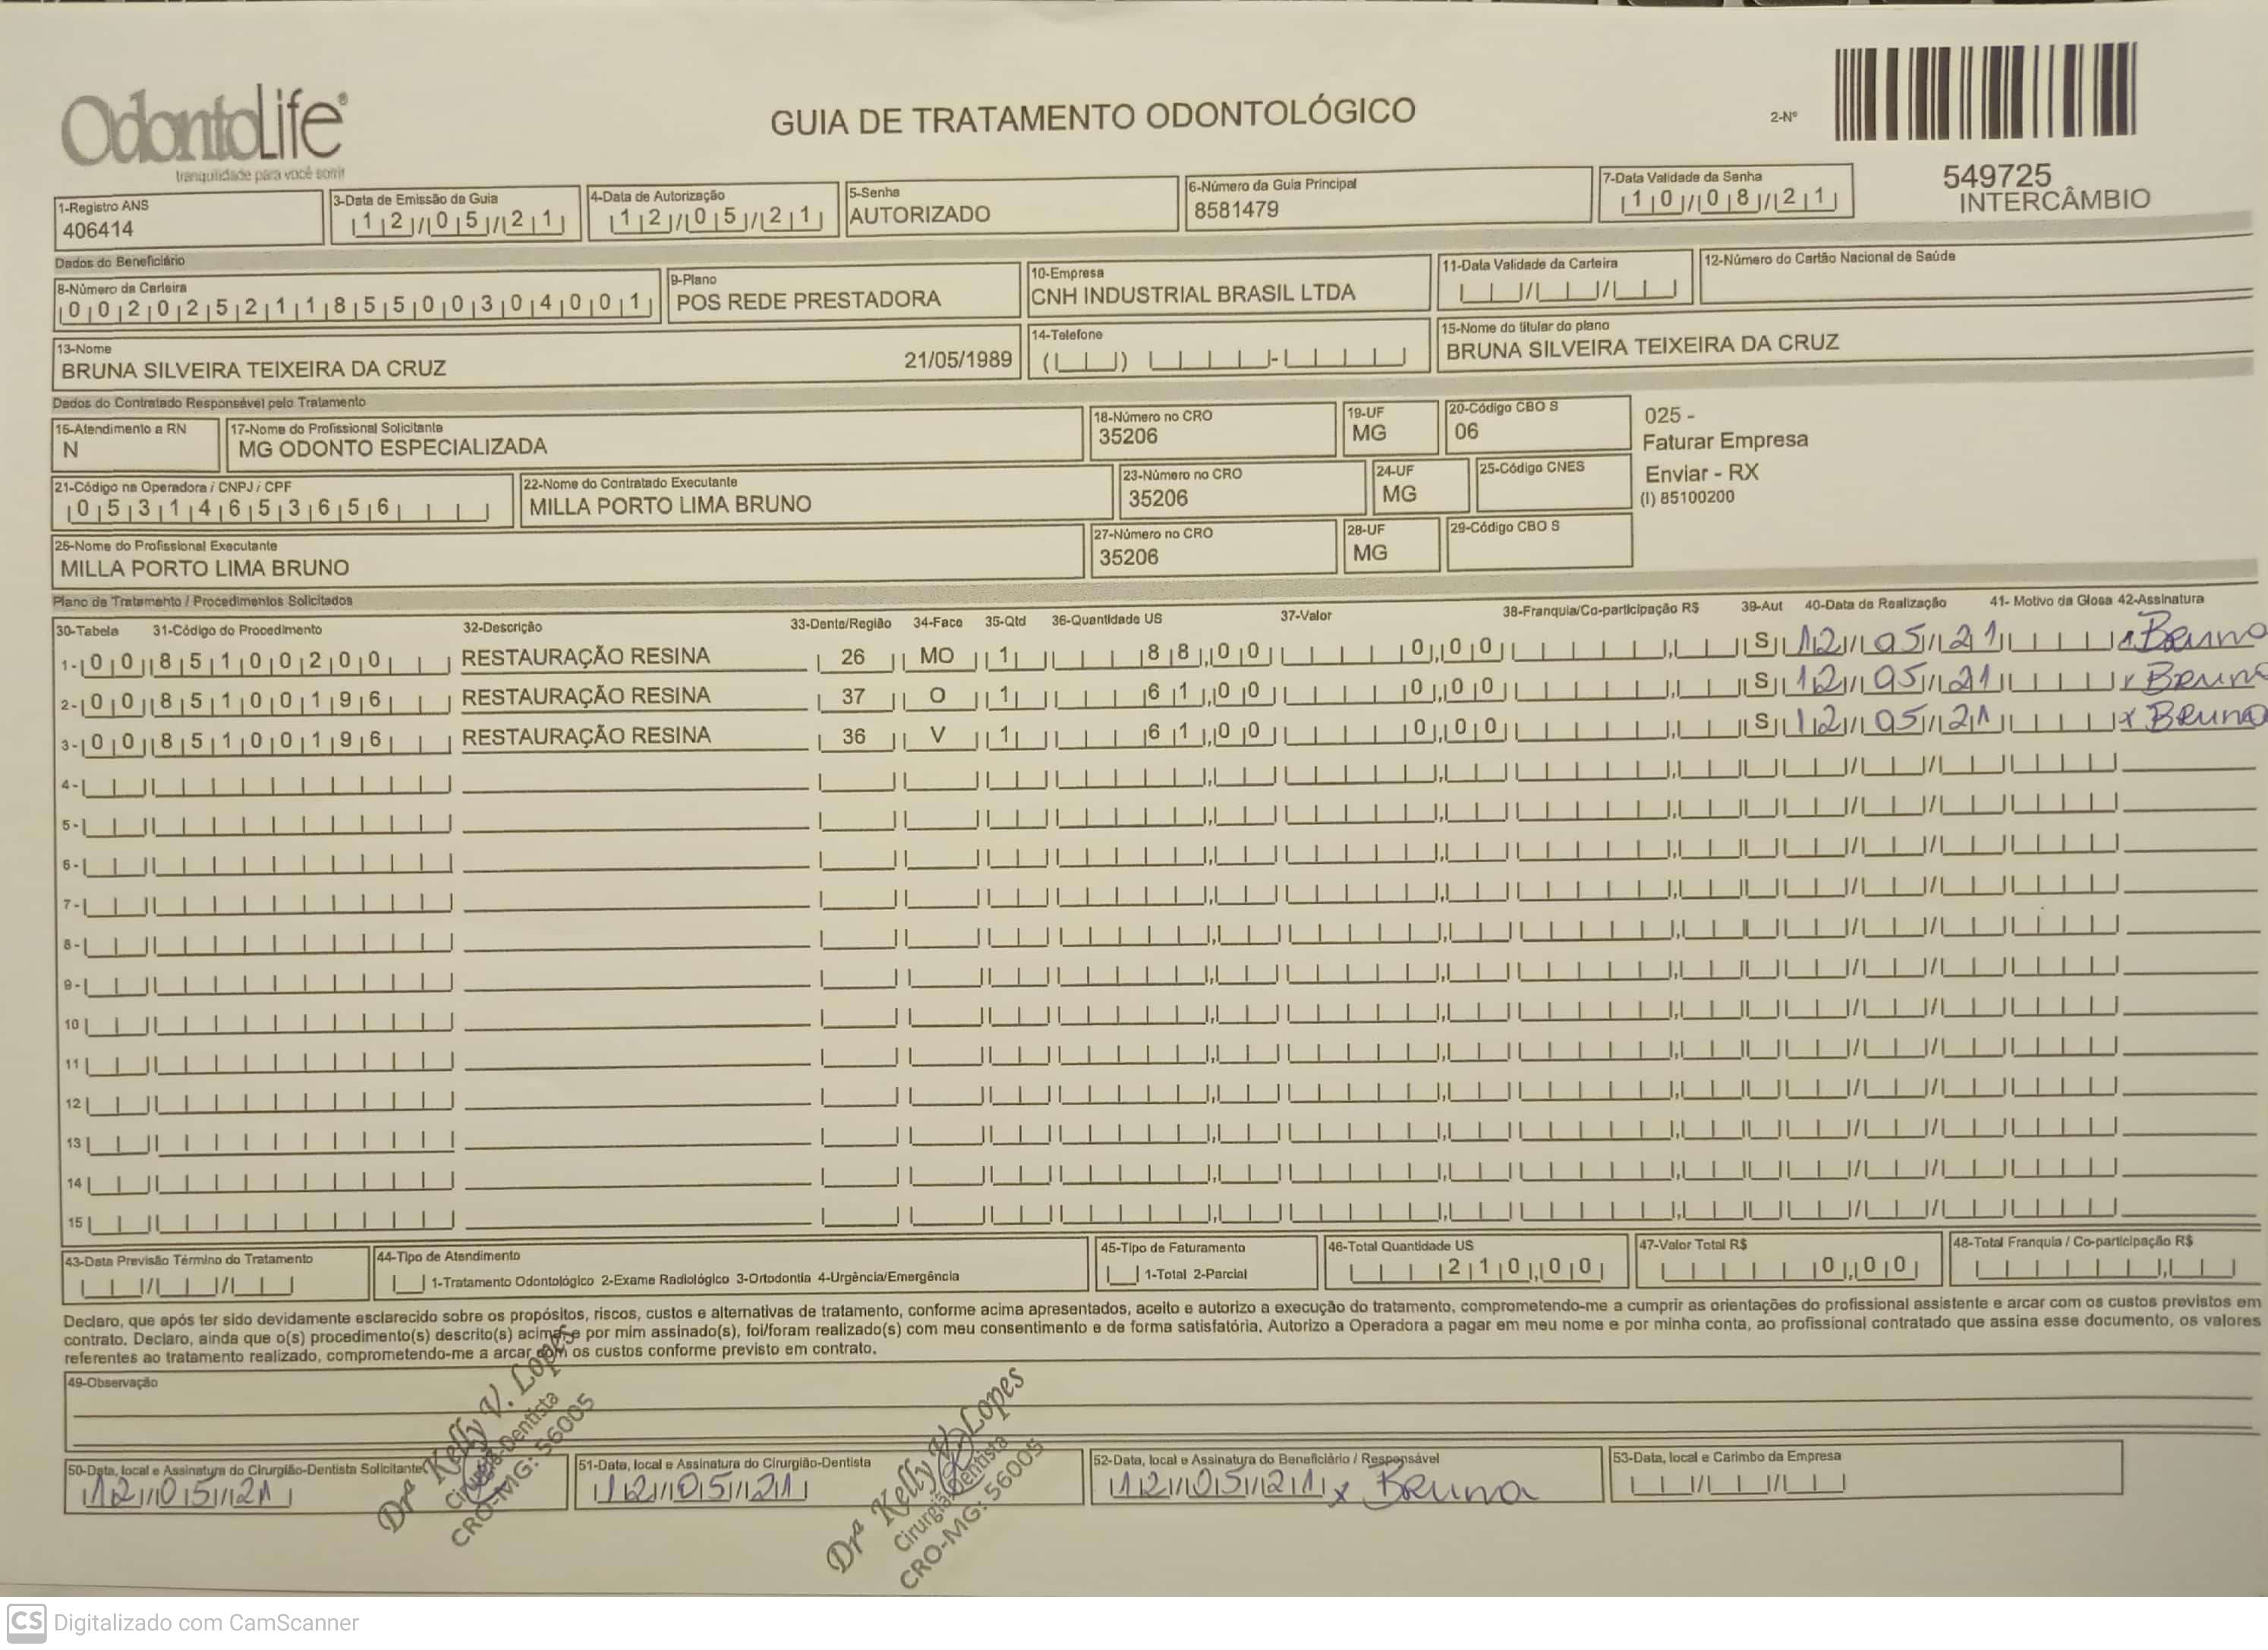 OdontoLife®
tranquilidade para você sorrir
GUIA DE TRATAMENTO ODONTOLÓGICO
2-Nº
549725
INTERCÂMBIO
1-Registro ANS
406414
3-Data de Emissão da Guia
12/05/21
4-Data de Autorização
12/05/21
5-Senha
AUTORIZADO
6-Número da Guia Principal
8581479
7-Data Validade da Senha
10/08/21
Dados do Beneficiário
8-Número da Carteira
00202521185500304001
9-Plano
POS REDE PRESTADORA
10-Empresa
CNH INDUSTRIAL BRASIL LTDA
11-Data Validade da Carteira
12-Número do Cartão Nacional de Saúde
13-Nome
BRUNA SILVEIRA TEIXEIRA DA CRUZ 21/05/1989
14-Telefone
15-Nome do titular do plano
BRUNA SILVEIRA TEIXEIRA DA CRUZ
Dados do Contratado Responsável pelo Tratamento
16-Atendimento a RN
N
17-Nome do Profissional Solicitante
MG ODONTO ESPECIALIZADA
18-Número no CRO
35206
19-UF
MG
20-Código CBO S
06
025 -
Faturar Empresa
Enviar - RX
(I) 85100200
21-Código na Operadora / CNPJ / CPF
05314653656
22-Nome do Contratado Executante
MILLA PORTO LIMA BRUNO
23-Número no CRO
35206
24-UF
MG
25-Código CNES
26-Nome do Profissional Executante
MILLA PORTO LIMA BRUNO
27-Número no CRO
35206
28-UF
MG
29-Código CBO S
Plano de Tratamento / Procedimentos Solicitados
30-Tabela 31-Código do Procedimento 32-Descrição 33-Dente/Região 34-Face 35-Qtd 36-Quantidade US 37-Valor 38-Franquia/Co-participação R$ 39-Aut 40-Data de Realização 41- Motivo da Glosa 42-Assinatura
1- 00 85100200 RESTAURAÇÃO RESINA 26 MO 1 88,00 0,00 S 12/05/21 Bruna
2- 00 85100196 RESTAURAÇÃO RESINA 37 O 1 61,00 0,00 S 12/05/21 x Bruna
3- 00 85100196 RESTAURAÇÃO RESINA 36 V 1 61,00 0,00 S 12/05/21 x Bruna
4-
5-
6-
7-
8-
9-
10
11
12
13
14
15
43-Data Previsão Término do Tratamento
44-Tipo de Atendimento
1-Tratamento Odontológico 2-Exame Radiológico 3-Ortodontia 4-Urgência/Emergência
45-Tipo de Faturamento
1-Total 2-Parcial
46-Total Quantidade US
210,00
47-Valor Total R$
0,00
48-Total Franquia / Co-participação R$
Declaro, que após ter sido devidamente esclarecido sobre os propósitos, riscos, custos e alternativas de tratamento, conforme acima apresentados, aceito e autorizo a execução do tratamento, comprometendo-me a cumprir as orientações do profissional assistente e arcar com os custos previstos em
contrato. Declaro, ainda que o(s) procedimento(s) descrito(s) acima, e por mim assinado(s), foi/foram realizado(s) com meu consentimento e de forma satisfatória. Autorizo a Operadora a pagar em meu nome e por minha conta, ao profissional contratado que assina esse documento, os valores
referentes ao tratamento realizado, comprometendo-me a arcar com os custos conforme previsto em contrato.
49-Observação
50-Data, local e Assinatura do Cirurgião-Dentista Solicitante
12/05/21
Drª Kelly V. Lopes
Cirurgiã-Dentista
CRO-MG: 56005
51-Data, local e Assinatura do Cirurgião-Dentista
12/05/21
Drª Kelly V. Lopes
Cirurgiã-Dentista
CRO-MG: 56005
52-Data, local e Assinatura do Beneficiário / Responsável
12/05/21 x Bruna
53-Data, local e Carimbo da Empresa
CS Digitalizado com CamScanner